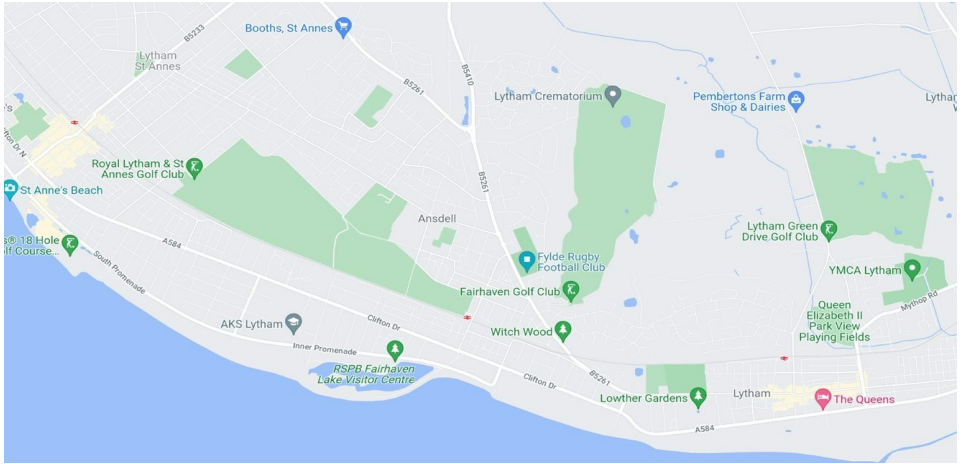 Booths, St Annes
B5233
Lytham
St Annes
B5261
B5410
Lytham Crematorium
Pembertons Farm
Shop & Dairies
Lythar
's
ifton Dr N
Royal Lytham & St
Annes Golf Club
St Anne's Beach
B5261
Ansdell
s® 18 Hole
lf Course...
A584
South Promenade
Lytham Green
Drive Golf Club
Fylde Rugby
Football Club
YMCA Lytham
Fairhaven Golf Club
Mythop Rd
Queen
Elizabeth II
Park View
Playing Fields
AKS Lytham
Clifton Dr
Witch Wood
Inner Promenade
RSPB Fairhaven
Lake Visitor Centre
Clifton Dr
B5261
Lowther Gardens
Lytham
The Queens
A584